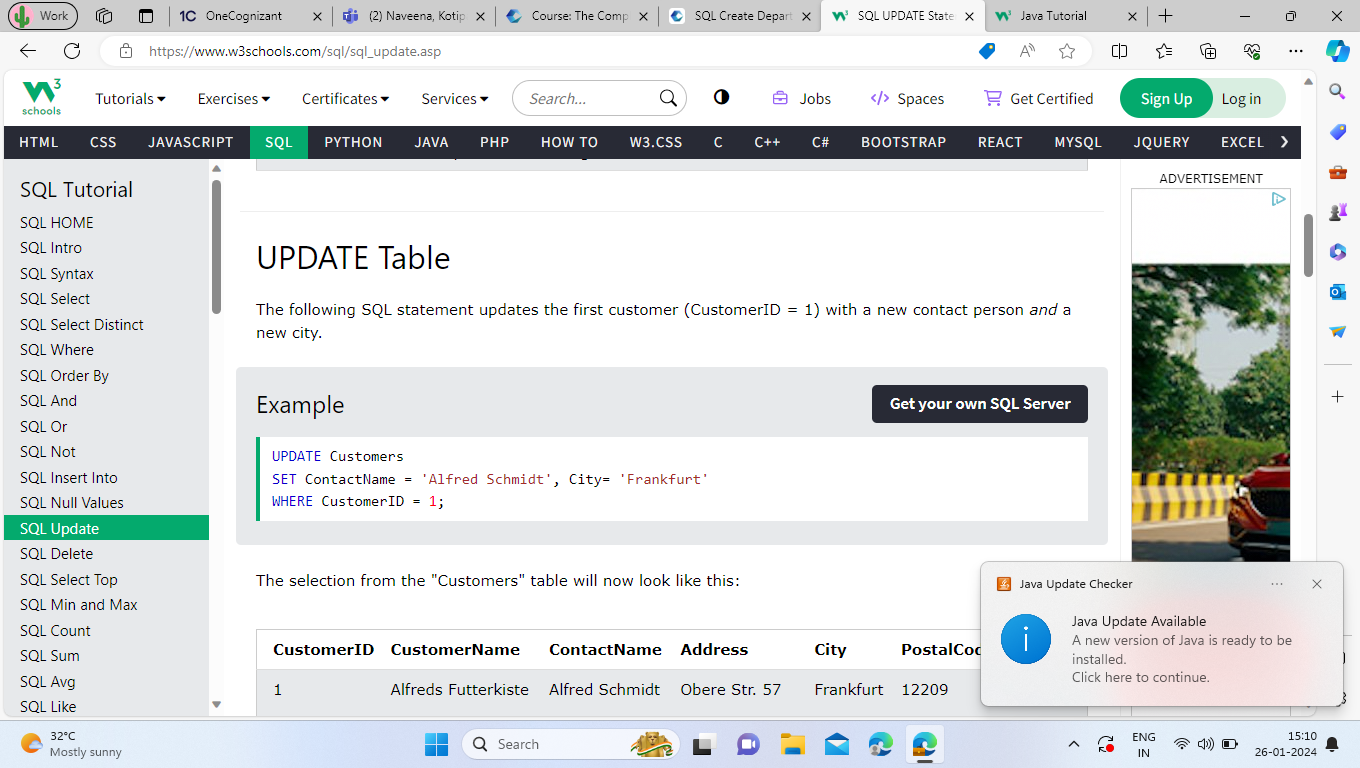 Work
OneCognizant
(2) Naveena, Kotip
Course: The Comp
SQL Create Depart
SQL UPDATE State
Java Tutorial
https://www.w3schools.com/sql/sql_update.asp
W3 schools
Tutorials
Exercises
Certificates
Services
Search...
Jobs
Spaces
Get Certified
Sign Up
Log in
HTML CSS JAVASCRIPT SQL PYTHON JAVA PHP HOW TO W3.CSS C C++ C# BOOTSTRAP REACT MYSQL JQUERY EXCEL
SQL Tutorial
SQL HOME
SQL Intro
SQL Syntax
SQL Select
SQL Select Distinct
SQL Where
SQL Order By
SQL And
SQL Or
SQL Not
SQL Insert Into
SQL Null Values
SQL Update
SQL Delete
SQL Select Top
SQL Min and Max
SQL Count
SQL Sum
SQL Avg
SQL Like
UPDATE Table
The following SQL statement updates the first customer (CustomerID = 1) with a new contact person and a
new city.
Example
Get your own SQL Server
UPDATE Customers
SET ContactName = 'Alfred Schmidt', City= 'Frankfurt'
WHERE CustomerID = 1;
The selection from the "Customers" table will now look like this:
CustomerID CustomerName ContactName Address City PostalCod
1 Alfreds Futterkiste Alfred Schmidt Obere Str. 57 Frankfurt 12209
ADVERTISEMENT
Java Update Checker
Java Update Available
A new version of Java is ready to be
installed.
Click here to continue.
32°C
Mostly sunny
Search
ENG
IN
15:10
26-01-2024